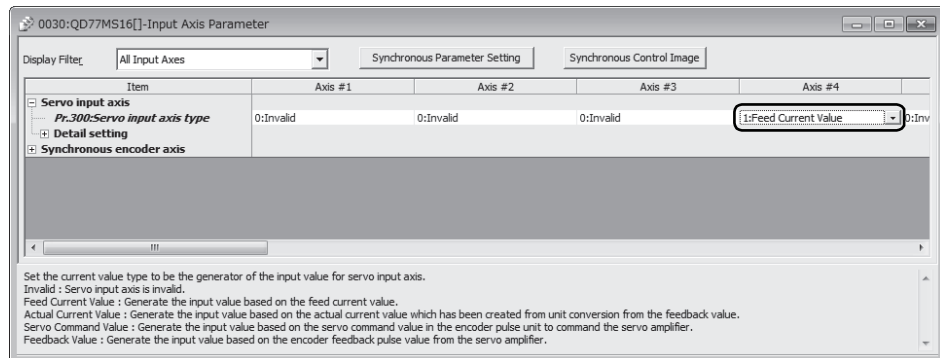 0030:QD77MS16[]-Input Axis Parameter
Display Filter All Input Axes Synchronous Parameter Setting Synchronous Control Image
Item Axis #1 Axis #2 Axis #3 Axis #4
Servo input axis
Pr.300:Servo input axis type 0:Invalid 0:Invalid 0:Invalid 1:Feed Current Value 0:Inv
Detail setting
Synchronous encoder axis
Set the current value type to be the generator of the input value for servo input axis.
Invalid : Servo input axis is invalid.
Feed Current Value : Generate the input value based on the feed current value.
Actual Current Value : Generate the input value based on the actual current value which has been created from unit conversion from the feedback value.
Servo Command Value : Generate the input value based on the servo command value in the encoder pulse unit to command the servo amplifier.
Feedback Value : Generate the input value based on the encoder feedback pulse value from the servo amplifier.